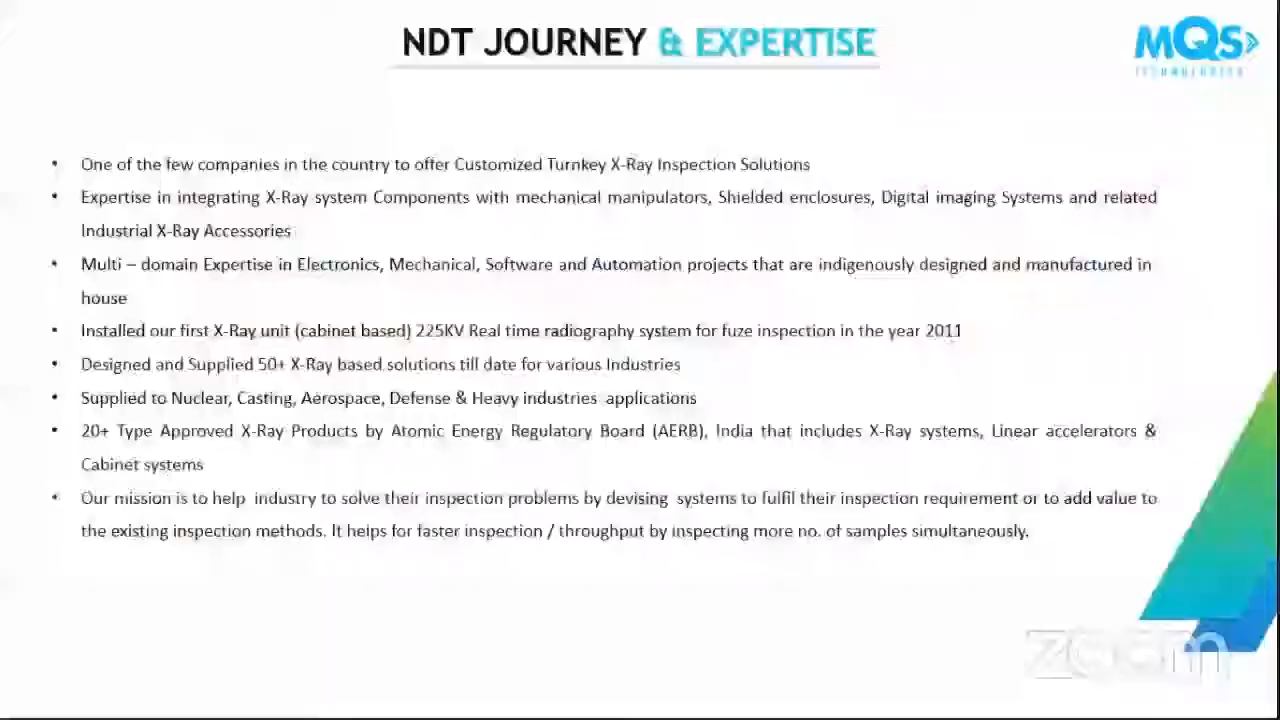 NDT JOURNEY & EXPERTISE
MQS
TECHNOLOGIES
• One of the few companies in the country to offer Customized Turnkey X-Ray Inspection Solutions
• Expertise in integrating X-Ray system Components with mechanical manipulators, Shielded enclosures, Digital imaging Systems and related
Industrial X-Ray Accessories
• Multi – domain Expertise in Electronics, Mechanical, Software and Automation projects that are indigenously designed and manufactured in
house
• Installed our first X-Ray unit (cabinet based) 225KV Real time radiography system for fuze inspection in the year 2011
• Designed and Supplied 50+ X-Ray based solutions till date for various Industries
• Supplied to Nuclear, Casting, Aerospace, Defense & Heavy industries applications
• 20+ Type Approved X-Ray Products by Atomic Energy Regulatory Board (AERB), India that includes X-Ray systems, Linear accelerators &
Cabinet systems
• Our mission is to help industry to solve their inspection problems by devising systems to fulfil their inspection requirement or to add value to
the existing inspection methods. It helps for faster inspection / throughput by inspecting more no. of samples simultaneously.
zoom